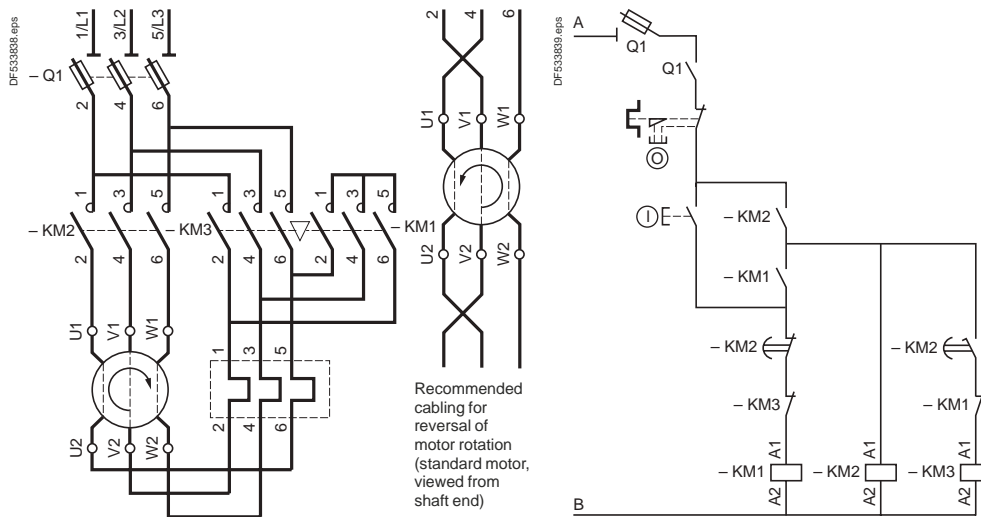 DF533838.eps
1/L1 3/L2 5/L3
– Q1
2 4 6
1 3 5 1 3 5 1 3 5
– KM2 – KM3 – KM1
2 4 6 2 4 6 2 4 6
U1 V1 W1
1 3 5
2 4 6
U2 V2 W2
2 4 6
U1 V1 W1
U2 V2 W2
Recommended
cabling for
reversal of
motor rotation
(standard motor,
viewed from
shaft end)
DF533839.eps
A
Q1
Q1
O
I
– KM2
– KM1
– KM2 – KM2
– KM3 – KM1
A1 A1 A1
– KM1 – KM2 – KM3
A2 A2 A2
B